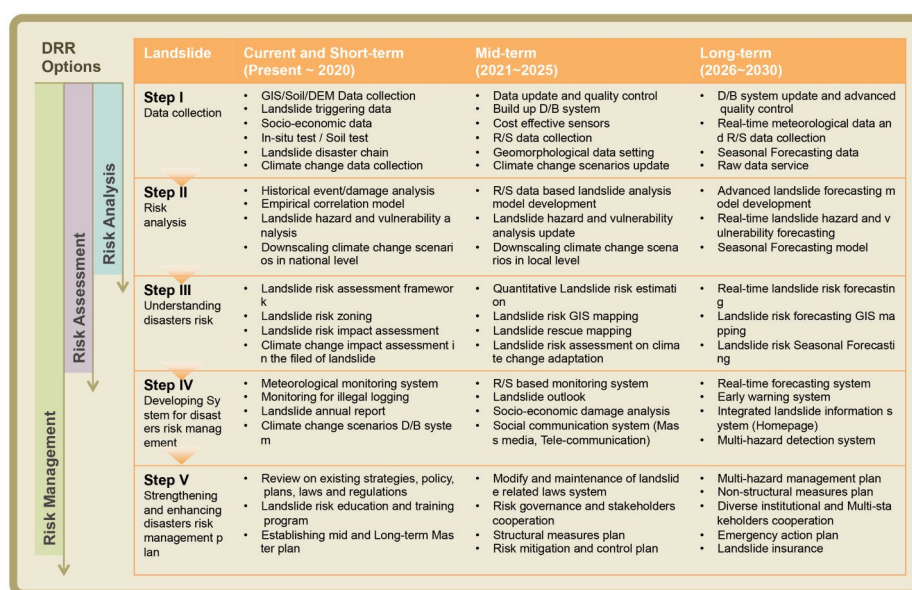 DRR
Options
Risk Analysis
Risk Assessment
Risk Management
Landslide
Current and Short-term
(Present ~ 2020)
Mid-term
(2021~2025)
Long-term
(2026~2030)
Step I
Data collection
• GIS/Soil/DEM Data collection
• Landslide triggering data
• Socio-economic data
• In-situ test / Soil test
• Landslide disaster chain
• Climate change data collection
• Data update and quality control
• Build up D/B system
• Cost effective sensors
• R/S data collection
• Geomorphological data setting
• Climate change scenarios update
• D/B system update and advanced
quality control
• Real-time meteorological data an
d R/S data collection
• Seasonal Forecasting data
• Raw data service
Step II
Risk
analysis
• Historical event/damage analysis
• Empirical correlation model
• Landslide hazard and vulnerability a
nalysis
• Downscaling climate change scenari
os in national level
• R/S data based landslide analysis
model development
• Landslide hazard and vulnerability
analysis update
• Downscaling climate change scena
rios in local level
• Advanced landslide forecasting m
odel development
• Real-time landslide hazard and v
ulnerability forecasting
• Seasonal Forecasting model
Step III
Understanding
disasters risk
• Landslide risk assessment framewor
k
• Landslide risk zoning
• Landslide risk impact assessment
• Climate change impact assessment i
n the filed of landslide
• Quantitative Landslide risk estimati
on
• Landslide risk GIS mapping
• Landslide rescue mapping
• Landslide risk assessment on clima
te change adaptation
• Real-time landslide risk forecastin
g
• Landslide risk forecasting GIS ma
pping
• Landslide risk Seasonal Forecasti
ng
Step IV
Developing Sy
stem for disast
ers risk manag
ement
• Meteorological monitoring system
• Monitoring for illegal logging
• Landslide annual report
• Climate change scenarios D/B syste
m
• R/S based monitoring system
• Landslide outlook
• Socio-economic damage analysis
• Social communication system (Mas
s media, Tele-communication)
• Real-time forecasting system
• Early warning system
• Integrated landslide information s
ystem (Homepage)
• Multi-hazard detection system
Step V
Strengthening
and enhancing
disasters risk
management p
lan
• Review on existing strategies, policy,
plans, laws and regulations
• Landslide risk education and training
program
• Establishing mid and Long-term Mas
ter plan
• Modify and maintenance of landslid
e related laws system
• Risk governance and stakeholders
cooperation
• Structural measures plan
• Risk mitigation and control plan
• Multi-hazard management plan
• Non-structural measures plan
• Diverse institutional and Multi-sta
keholders cooperation
• Emergency action plan
• Landslide insurance